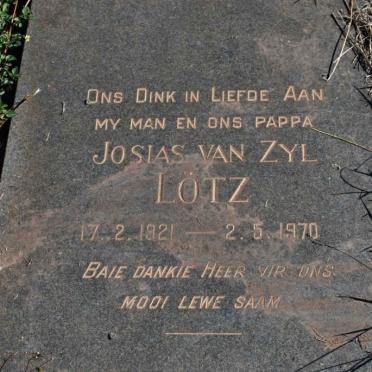 Ons Dink in Liefde Aan
my man en ons pappa
Josias van Zyl
Lötz
17.2.1921 — 2.5.1970
Baie dankie Heer vir ons
mooi lewe saam